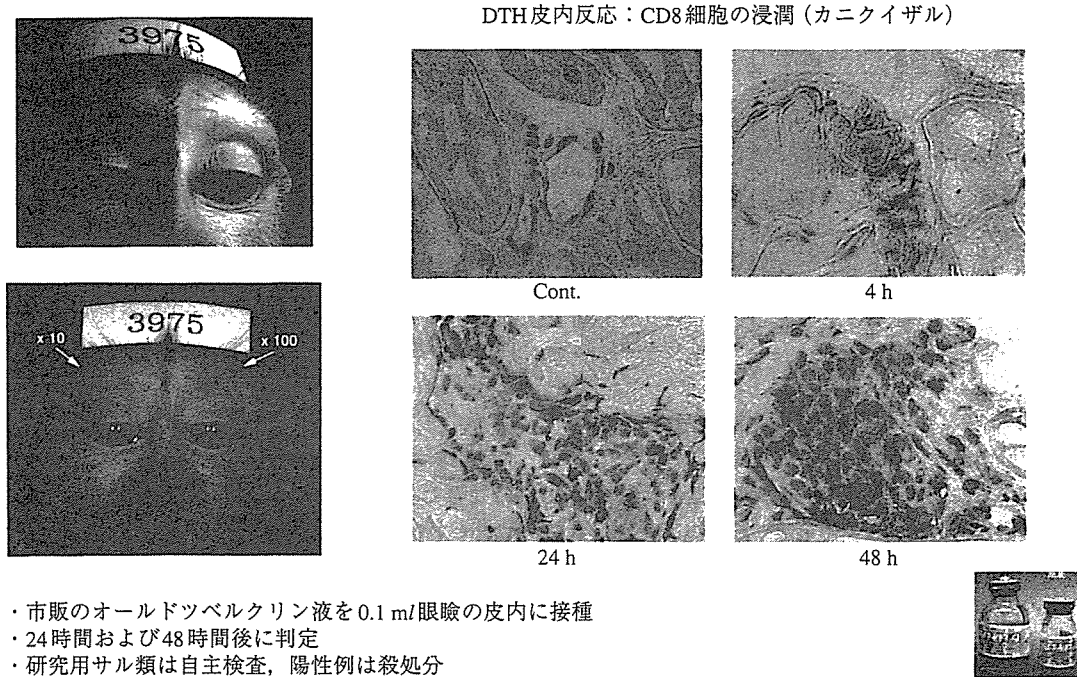 3975
DTH皮内反応：CD8細胞の浸潤（カニクイザル）
Cont.
4 h
3975
x 10
x 100
24 h
48 h
・市販のオールドツベルクリン液を0.1 ml眼瞼の皮内に接種
・24時間および48時間後に判定
・研究用サル類は自主検査，陽性例は殺処分